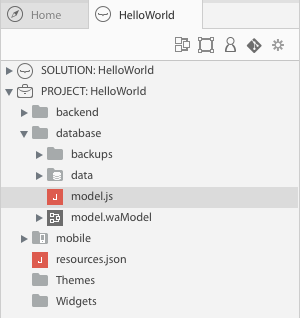 Home HelloWorld
SOLUTION: HelloWorld
PROJECT: HelloWorld
backend
database
backups
data
J model.js
model.waModel
mobile
J resources.json
Themes
Widgets